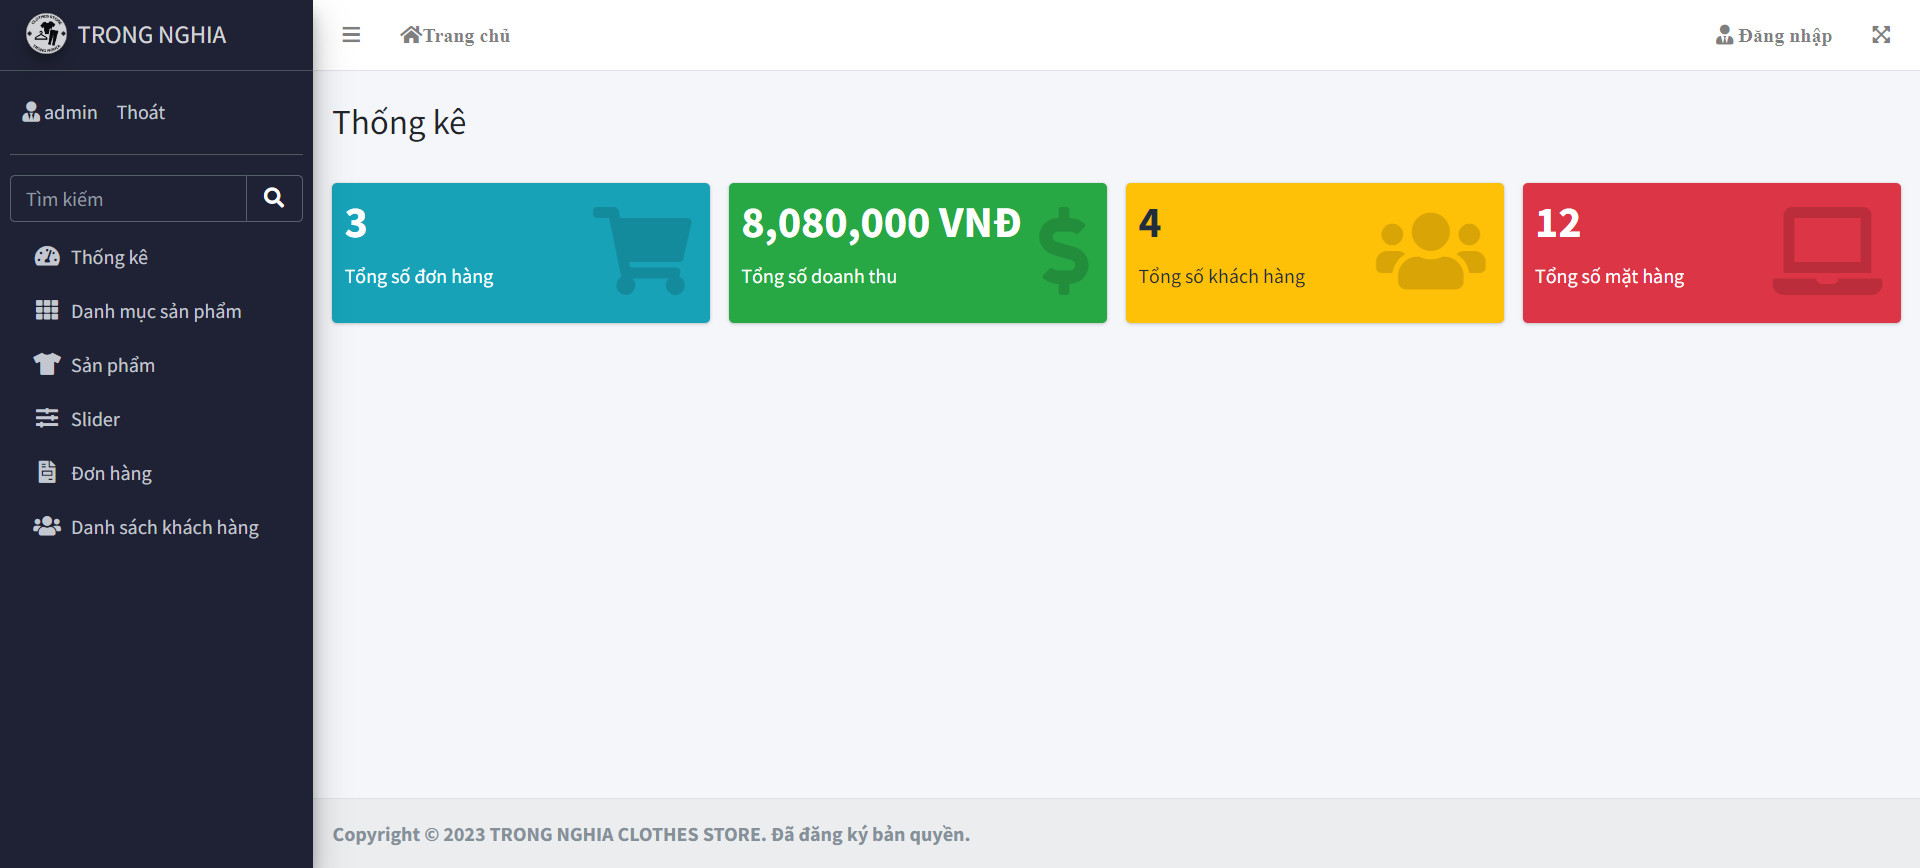 TRONG NGHIA
Trang chủ
Đăng nhập
admin Thoát
Tìm kiếm
Thống kê
Danh mục sản phẩm
Sản phẩm
Slider
Đơn hàng
Danh sách khách hàng
Thống kê
3
Tổng số đơn hàng
8,080,000 VNĐ
Tổng số doanh thu
4
Tổng số khách hàng
12
Tổng số mặt hàng
Copyright © 2023 TRONG NGHIA CLOTHES STORE. Đã đăng ký bản quyền.